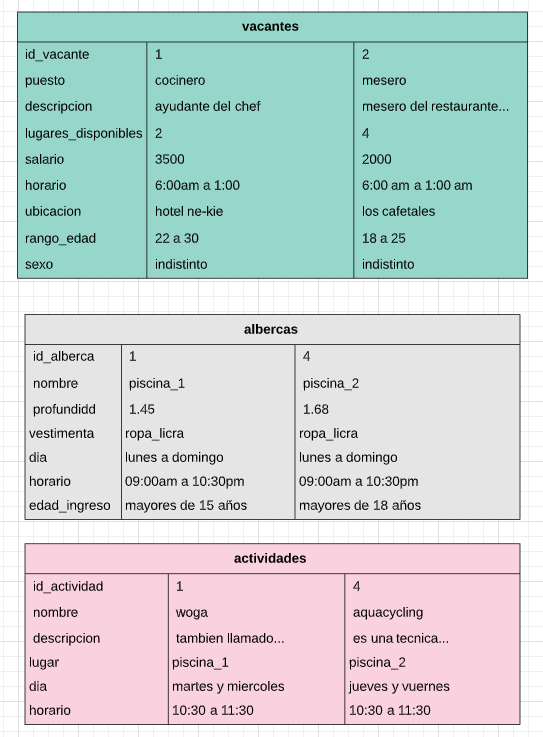 vacantes
id_vacante 1 2
puesto cocinero mesero
descripcion ayudante del chef mesero del restaurante...
lugares_disponibles 2 4
salario 3500 2000
horario 6:00am a 1:00 6:00 am a 1:00 am
ubicacion hotel ne-kie los cafetales
rango_edad 22 a 30 18 a 25
sexo indistinto indistinto
albercas
id_alberca 1 4
nombre piscina_1 piscina_2
profundidd 1.45 1.68
vestimenta ropa_licra ropa_licra
dia lunes a domingo lunes a domingo
horario 09:00am a 10:30pm 09:00am a 10:30pm
edad_ingreso mayores de 15 años mayores de 18 años
actividades
id_actividad 1 4
nombre woga aquacycling
descripcion tambien llamado... es una tecnica...
lugar piscina_1 piscina_2
dia martes y miercoles jueves y vuernes
horario 10:30 a 11:30 10:30 a 11:30